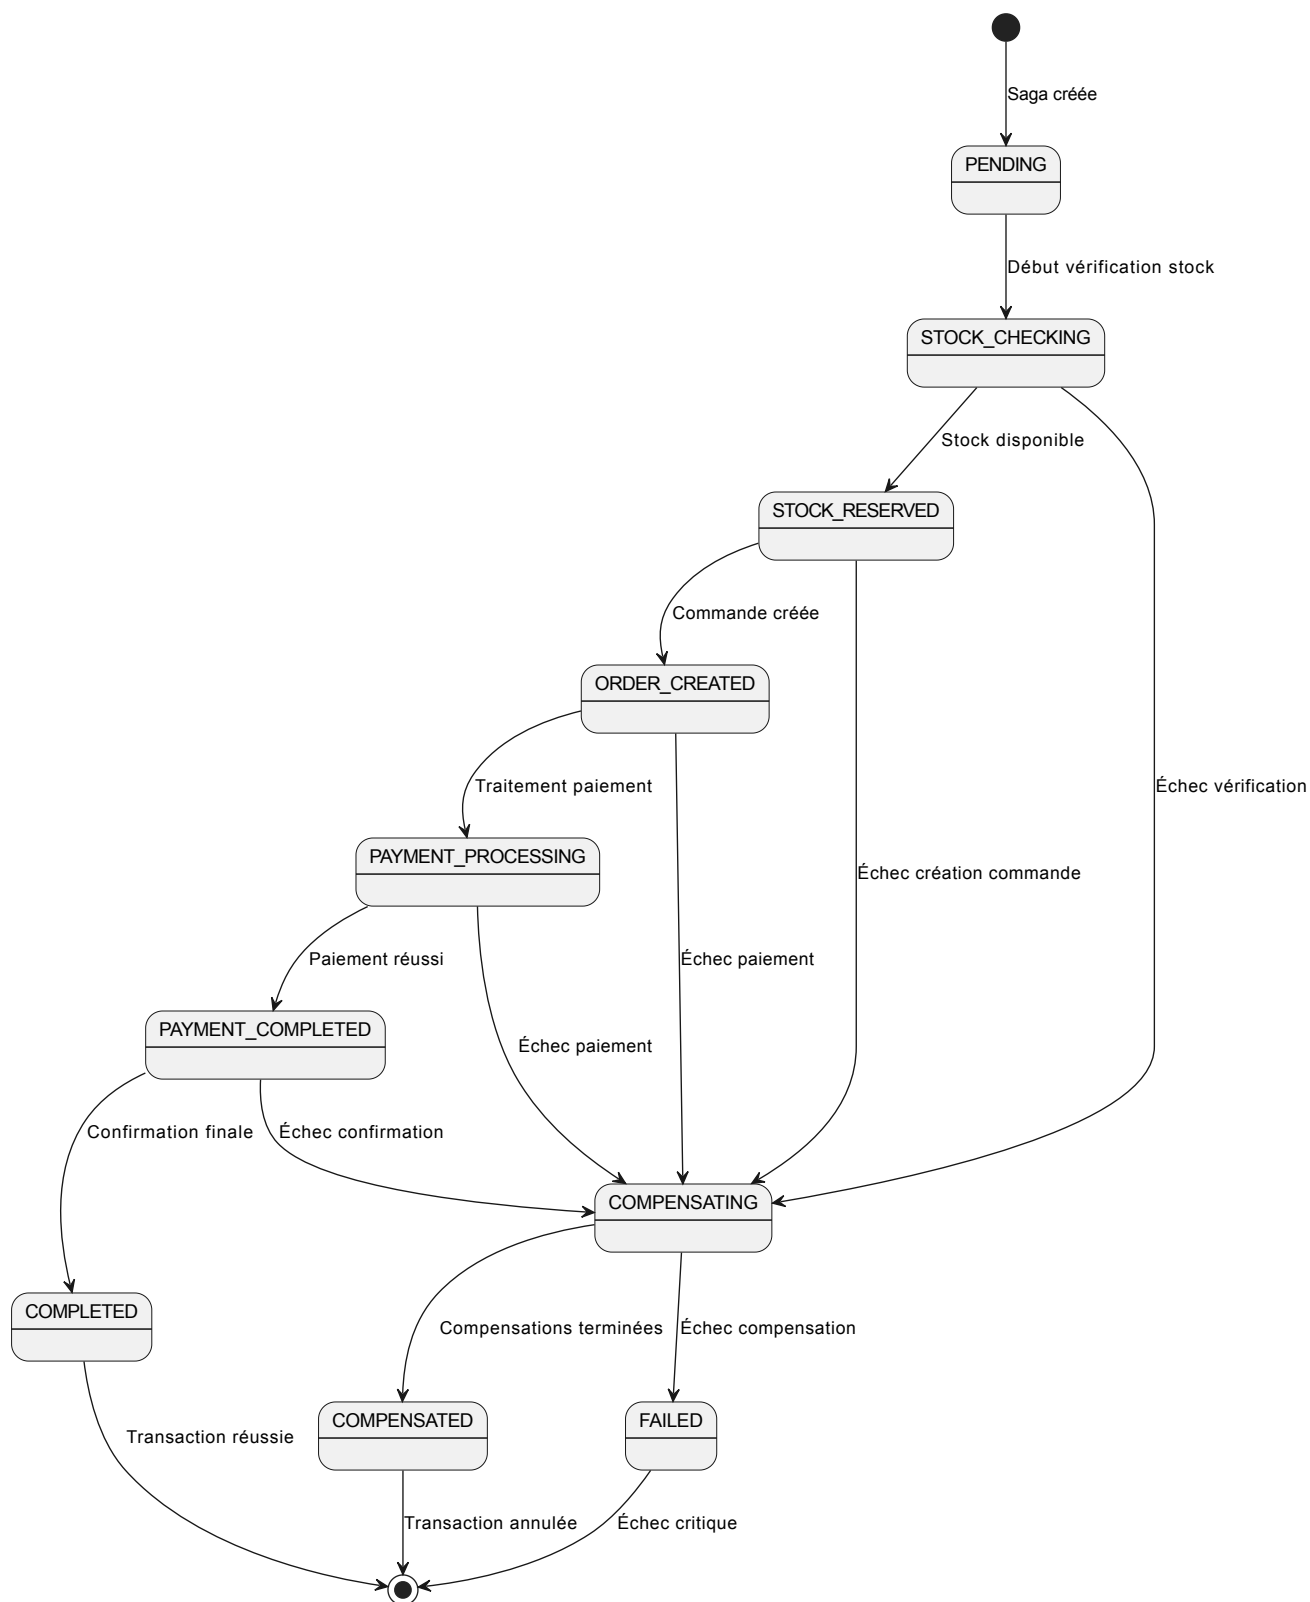 Saga créée
PENDING
Début vérification stock
STOCK_CHECKING
Stock disponible
STOCK_RESERVED
Commande créée
ORDER_CREATED
Traitement paiement
Échec vérification
PAYMENT_PROCESSING
Échec création commande
Paiement réussi
Échec paiement
PAYMENT_COMPLETED
Échec paiement
Confirmation finale
Échec confirmation
COMPENSATING
COMPLETED
Compensations terminées
Échec compensation
COMPENSATED
FAILED
Transaction réussie
Transaction annulée
Échec critique